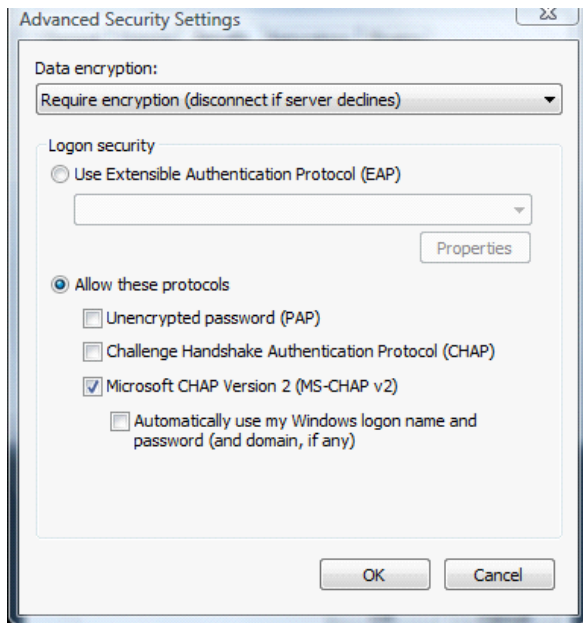 Advanced Security Settings
Data encryption:
Require encryption (disconnect if server declines)
Logon security
Use Extensible Authentication Protocol (EAP)
Properties
Allow these protocols
Unencrypted password (PAP)
Challenge Handshake Authentication Protocol (CHAP)
Microsoft CHAP Version 2 (MS-CHAP v2)
Automatically use my Windows logon name and
password (and domain, if any)
OK Cancel